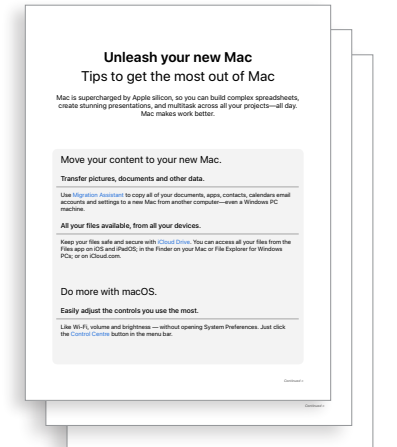 Unleash your new Mac
Tips to get the most out of Mac
Mac is supercharged by Apple silicon, so you can build complex spreadsheets,
create stunning presentations, and multitask across all your projects—all day.
Mac makes work better.
Move your content to your new Mac.
Transfer pictures, documents and other data.
Use Migration Assistant to copy all of your documents, apps, contacts, calendars email
accounts and settings to a new Mac from another computer—even a Windows PC
machine.
All your files available, from all your devices.
Keep your files safe and secure with iCloud Drive. You can access all your files from the
Files app on iOS and iPadOS; in the Finder on your Mac or File Explorer for Windows
PCs; or on iCloud.com.
Do more with macOS.
Easily adjust the controls you use the most.
Like Wi-Fi, volume and brightness — without opening System Preferences. Just click
the Control Centre button in the menu bar.